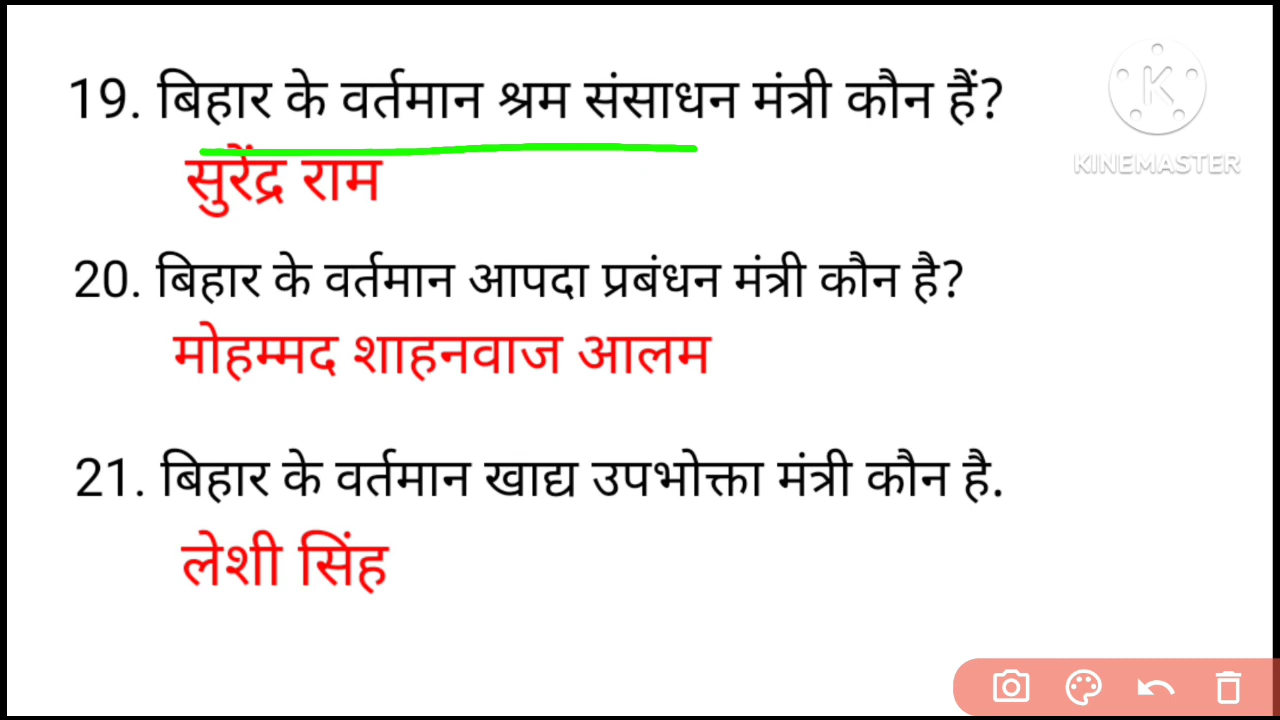 19. बिहार के वर्तमान श्रम संसाधन मंत्री कौन हैं?
सुरेंद्र राम
20. बिहार के वर्तमान आपदा प्रबंधन मंत्री कौन है?
मोहम्मद शाहनवाज आलम
21. बिहार के वर्तमान खाद्य उपभोक्ता मंत्री कौन है.
लेशी सिंह
K
KINEMASTER